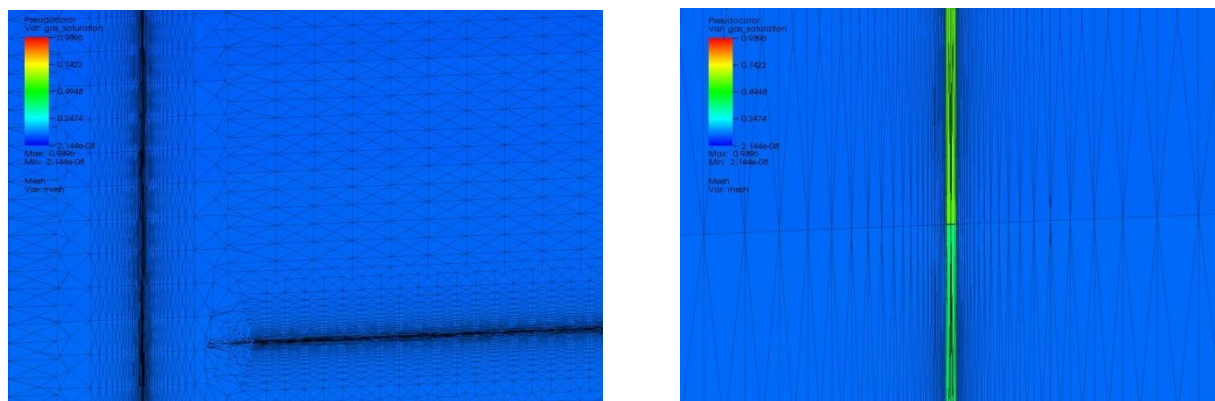 Pseudocolor
Var: gas_saturation
0.9896
0.7422
0.4948
0.2474
2.144e-08
Max: 0.9896
Min: 2.144e-08
Mesh
Var: mesh
Pseudocolor
Var: gas_saturation
0.9896
0.7422
0.4948
0.2474
2.144e-08
Max: 0.9896
Min: 2.144e-08
Mesh
Var: mesh